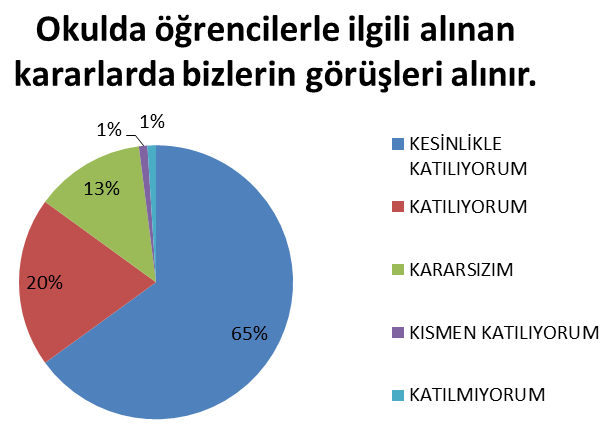 Okulda öğrencilerle ilgili alınan
kararlarda bizlerin görüşleri alınır.
1%
1%
13%
20%
65%
KESİNLİKLE
KATILIYORUM
KATILIYORUM
KARARSIZIM
KISMEN KATILIYORUM
KATILMIYORUM